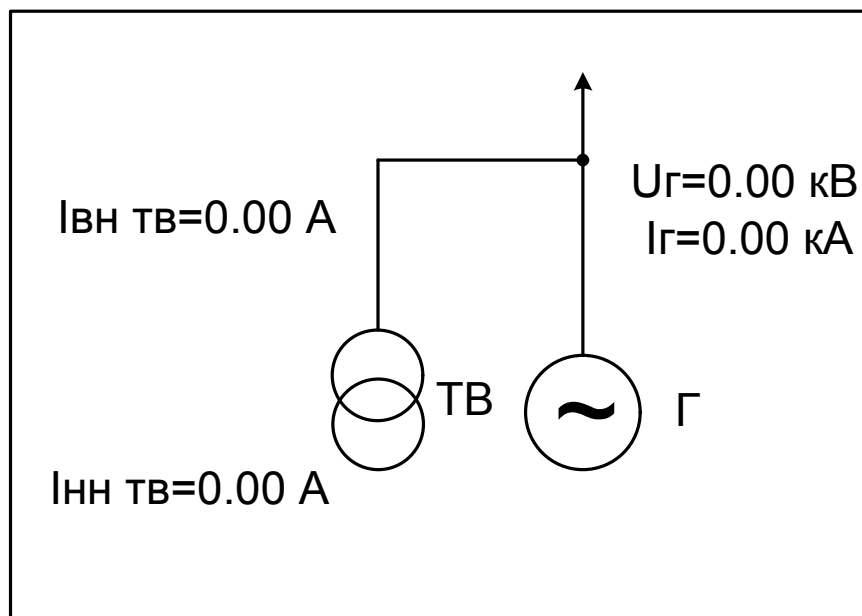 Uг=0.00 кВ
Iвн тв=0.00 А
Iг=0.00 кА
ТВ
Г
Iнн тв=0.00 А